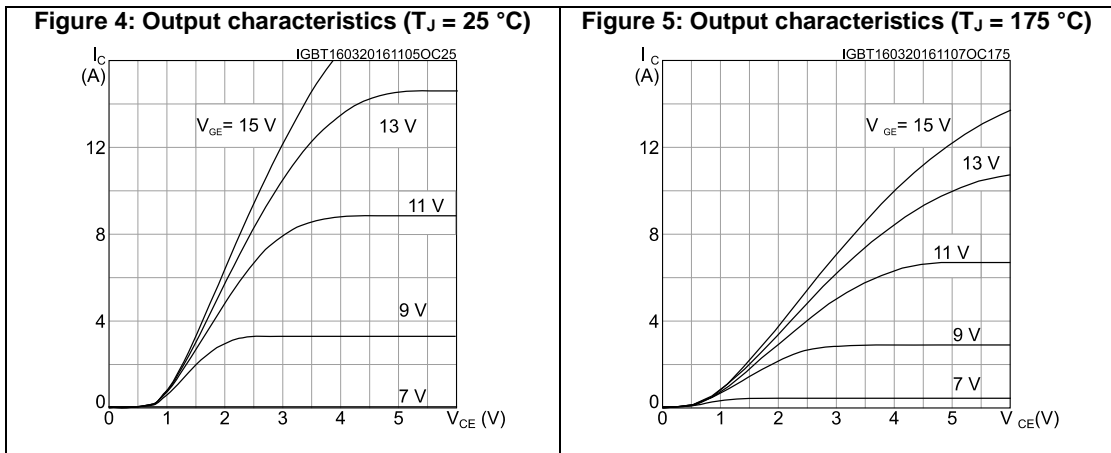 Figure 4: Output characteristics (TJ = 25 °C)
IGBT160320161105OC25
IC
(A)
VGE= 15 V
13 V
12
11 V
8
9 V
4
7 V
0
0 1 2 3 4 5 VCE (V)
Figure 5: Output characteristics (TJ = 175 °C)
IGBT160320161107OC175
IC
(A)
V GE= 15 V
13 V
12
11 V
8
9 V
4
7 V
0
0 1 2 3 4 5 V CE(V)